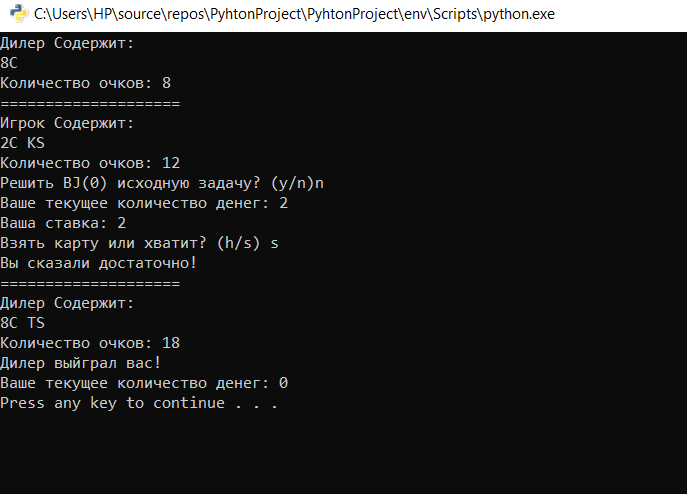 C:\Users\HP\source\repos\PyhtonProject\PyhtonProject\env\Scripts\python.exe
Дилер Содержит:
8C
Количество очков: 8
====================
Игрок Содержит:
2C KS
Количество очков: 12
Решить BJ(0) исходную задачу? (y/n)n
Ваше текущее количество денег: 2
Ваша ставка: 2
Взять карту или хватит? (h/s) s
Вы сказали достаточно!
====================
Дилер Содержит:
8C TS
Количество очков: 18
Дилер выйграл вас!
Ваше текущее количество денег: 0
Press any key to continue . . .